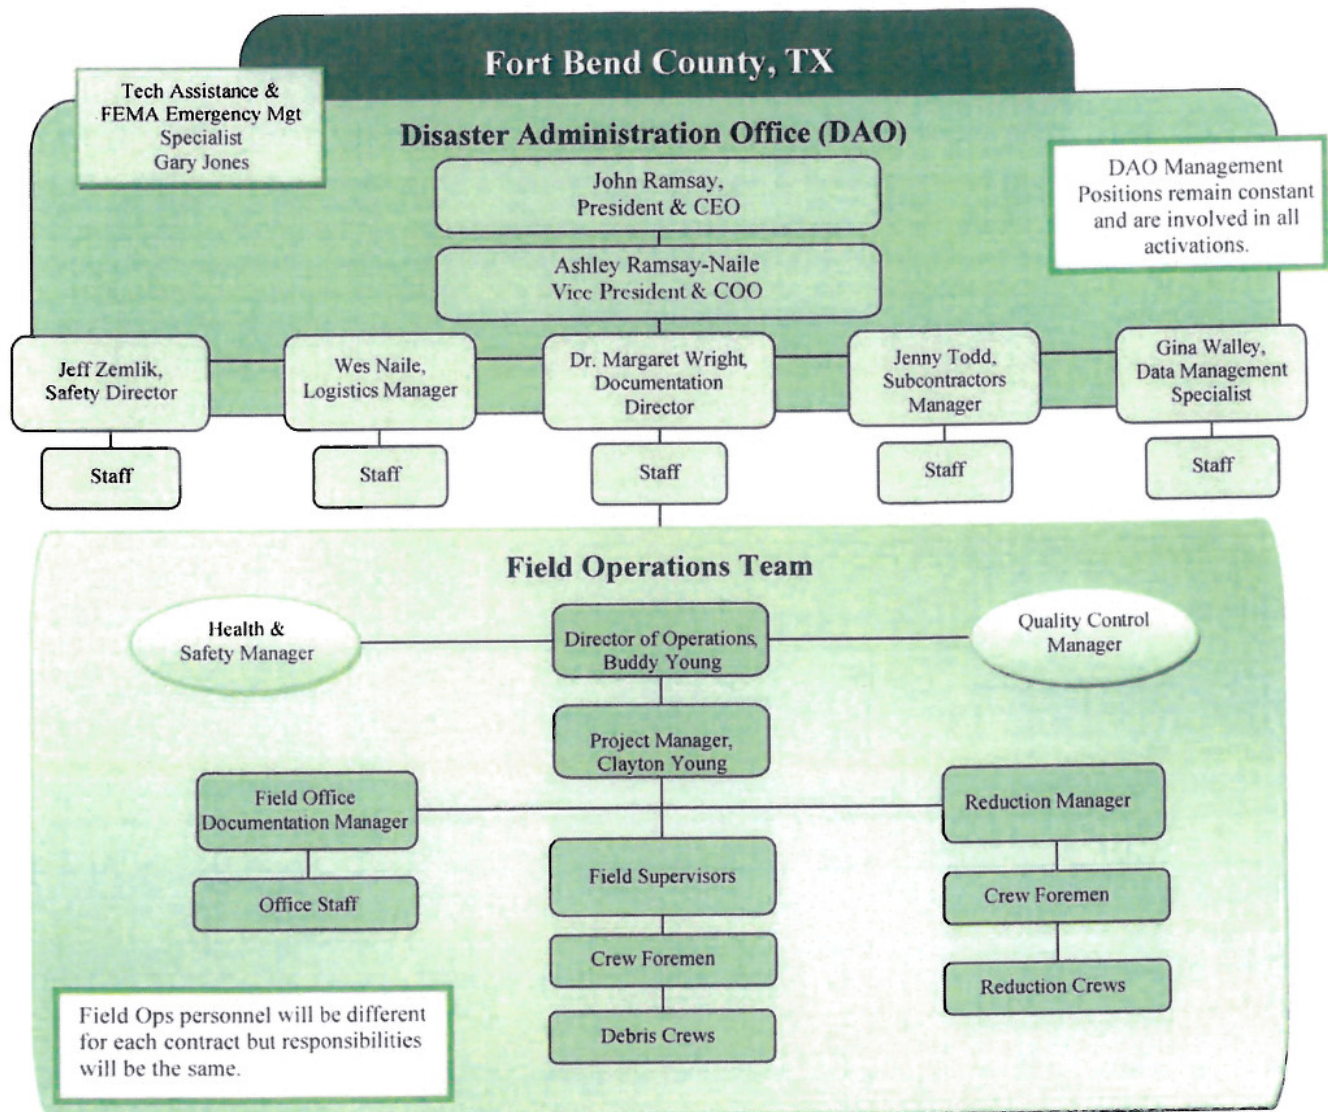 Fort Bend County, TX
Tech Assistance &
FEMA Emergency Mgt
Specialist
Gary Jones
Disaster Administration Office (DAO)
John Ramsay,
President & CEO
DAO Management
Positions remain constant
and are involved in all
activations.
Ashley Ramsay-Naile
Vice President & COO
Jeff Zemlik,
Safety Director
Wes Naile,
Logistics Manager
Dr. Margaret Wright,
Documentation
Director
Jenny Todd,
Subcontractors
Manager
Gina Walley,
Data Management
Specialist
Staff
Staff
Staff
Staff
Staff
Field Operations Team
Health &
Safety Manager
Director of Operations,
Buddy Young
Quality Control
Manager
Project Manager,
Clayton Young
Field Office
Documentation Manager
Reduction Manager
Field Supervisors
Office Staff
Crew Foremen
Crew Foremen
Reduction Crews
Debris Crews
Field Ops personnel will be different
for each contract but responsibilities
will be the same.